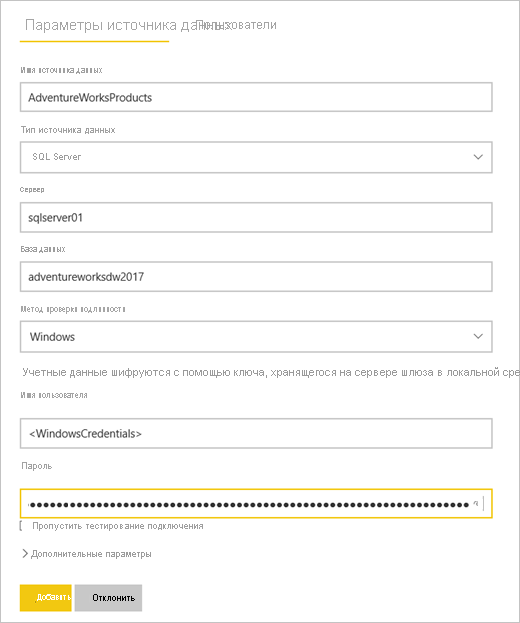 Параметры источника данных Пользователи
Имя источника данных
AdventureWorksProducts
Тип источника данных
SQL Server
Сервер
sqlserver01
База данных
adventureworksdw2017
Метод проверки подлинности
Windows
Учетные данные шифруются с помощью ключа, хранящегося на сервере шлюза в локальной сре
Имя пользователя
<WindowsCredentials>
Пароль
Пропустить тестирование подключения
Дополнительные параметры
Добавить Отклонить